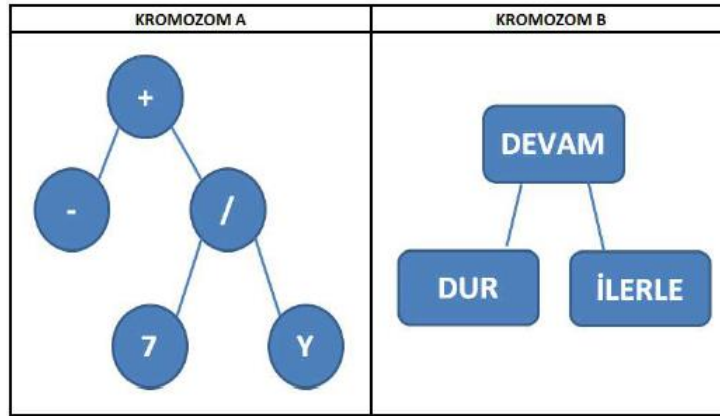 KROMOZOM A
KROMOZOM B
+
-
/
7
Y
DEVAM
DUR
İLERLE